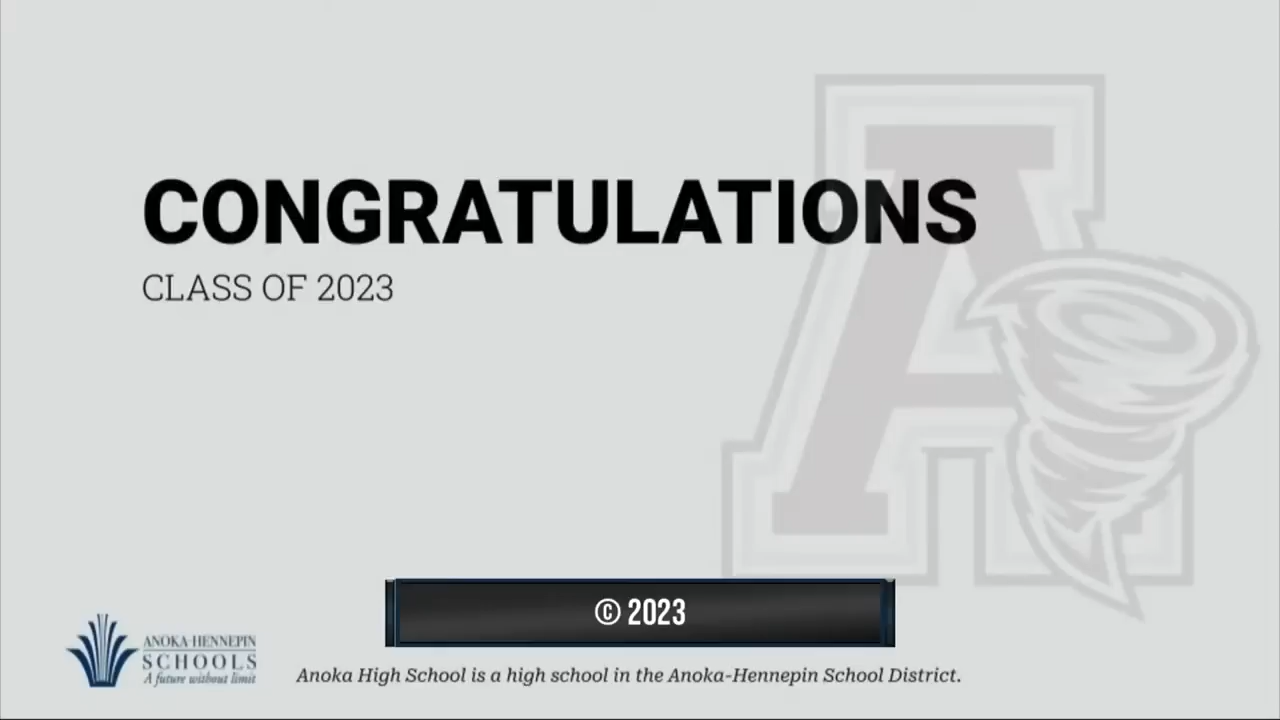 CONGRATULATIONS
CLASS OF 2023
© 2023
ANOKA-HENNEPIN
SCHOOLS
A future without limit
Anoka High School is a high school in the Anoka-Hennepin School District.
A